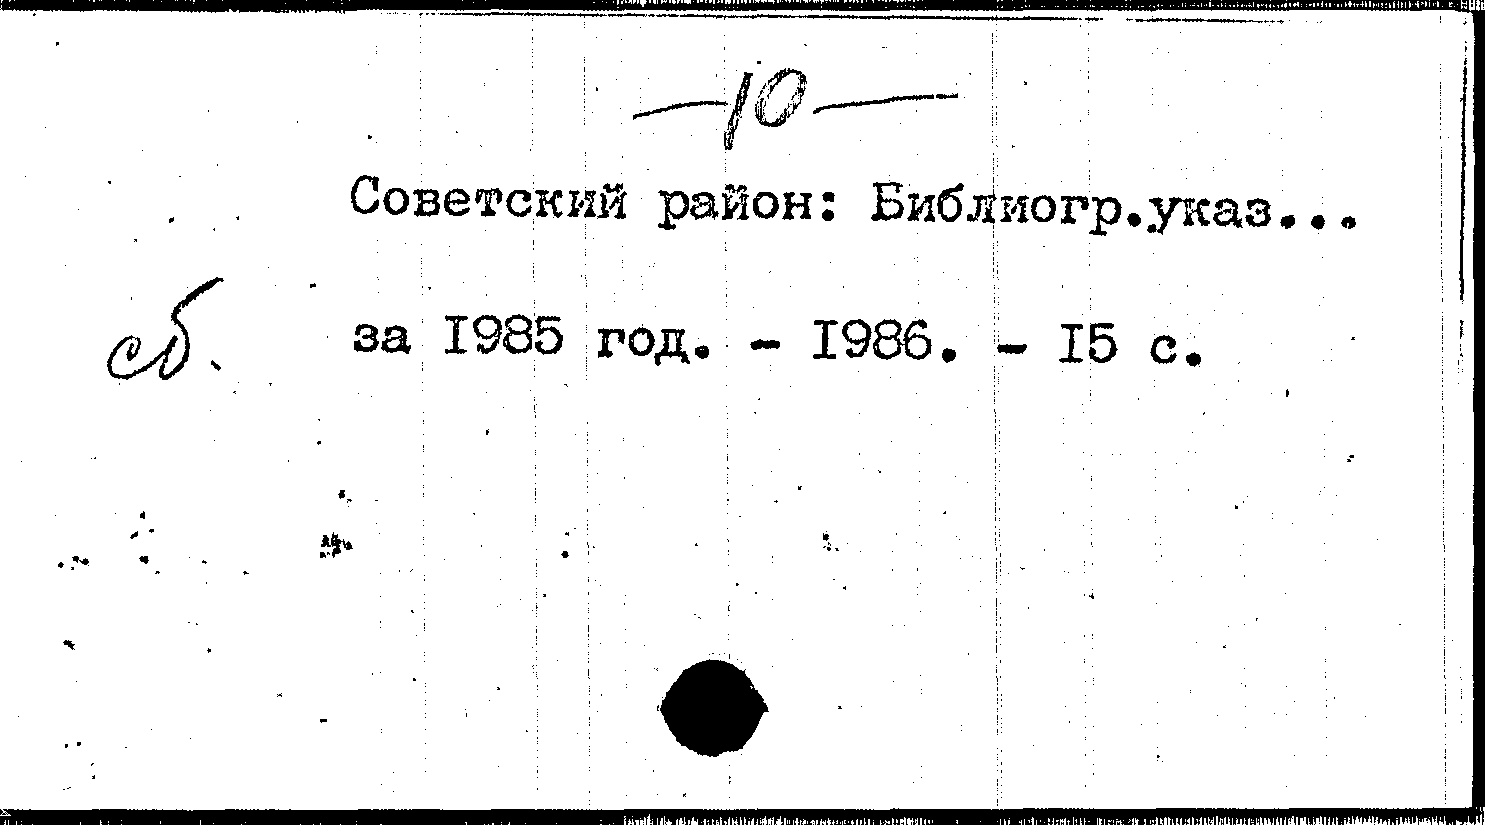 — 10 —
Советский район: Библиогр.указ...
сб. за 1985 год. - 1986. - 15 с.